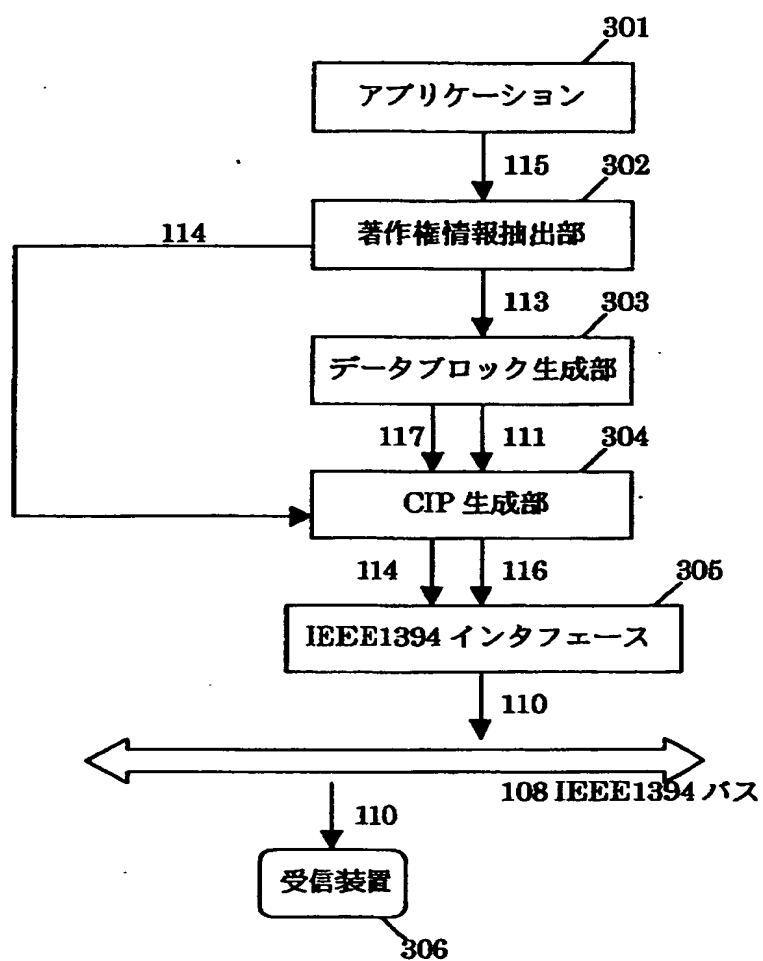 301
アプリケーション
115
302
114
著作権情報抽出部
113
303
データブロック生成部
117
111
304
CIP 生成部
114
116
305
IEEE1394 インタフェース
110
108 IEEE1394 バス
110
受信装置
306